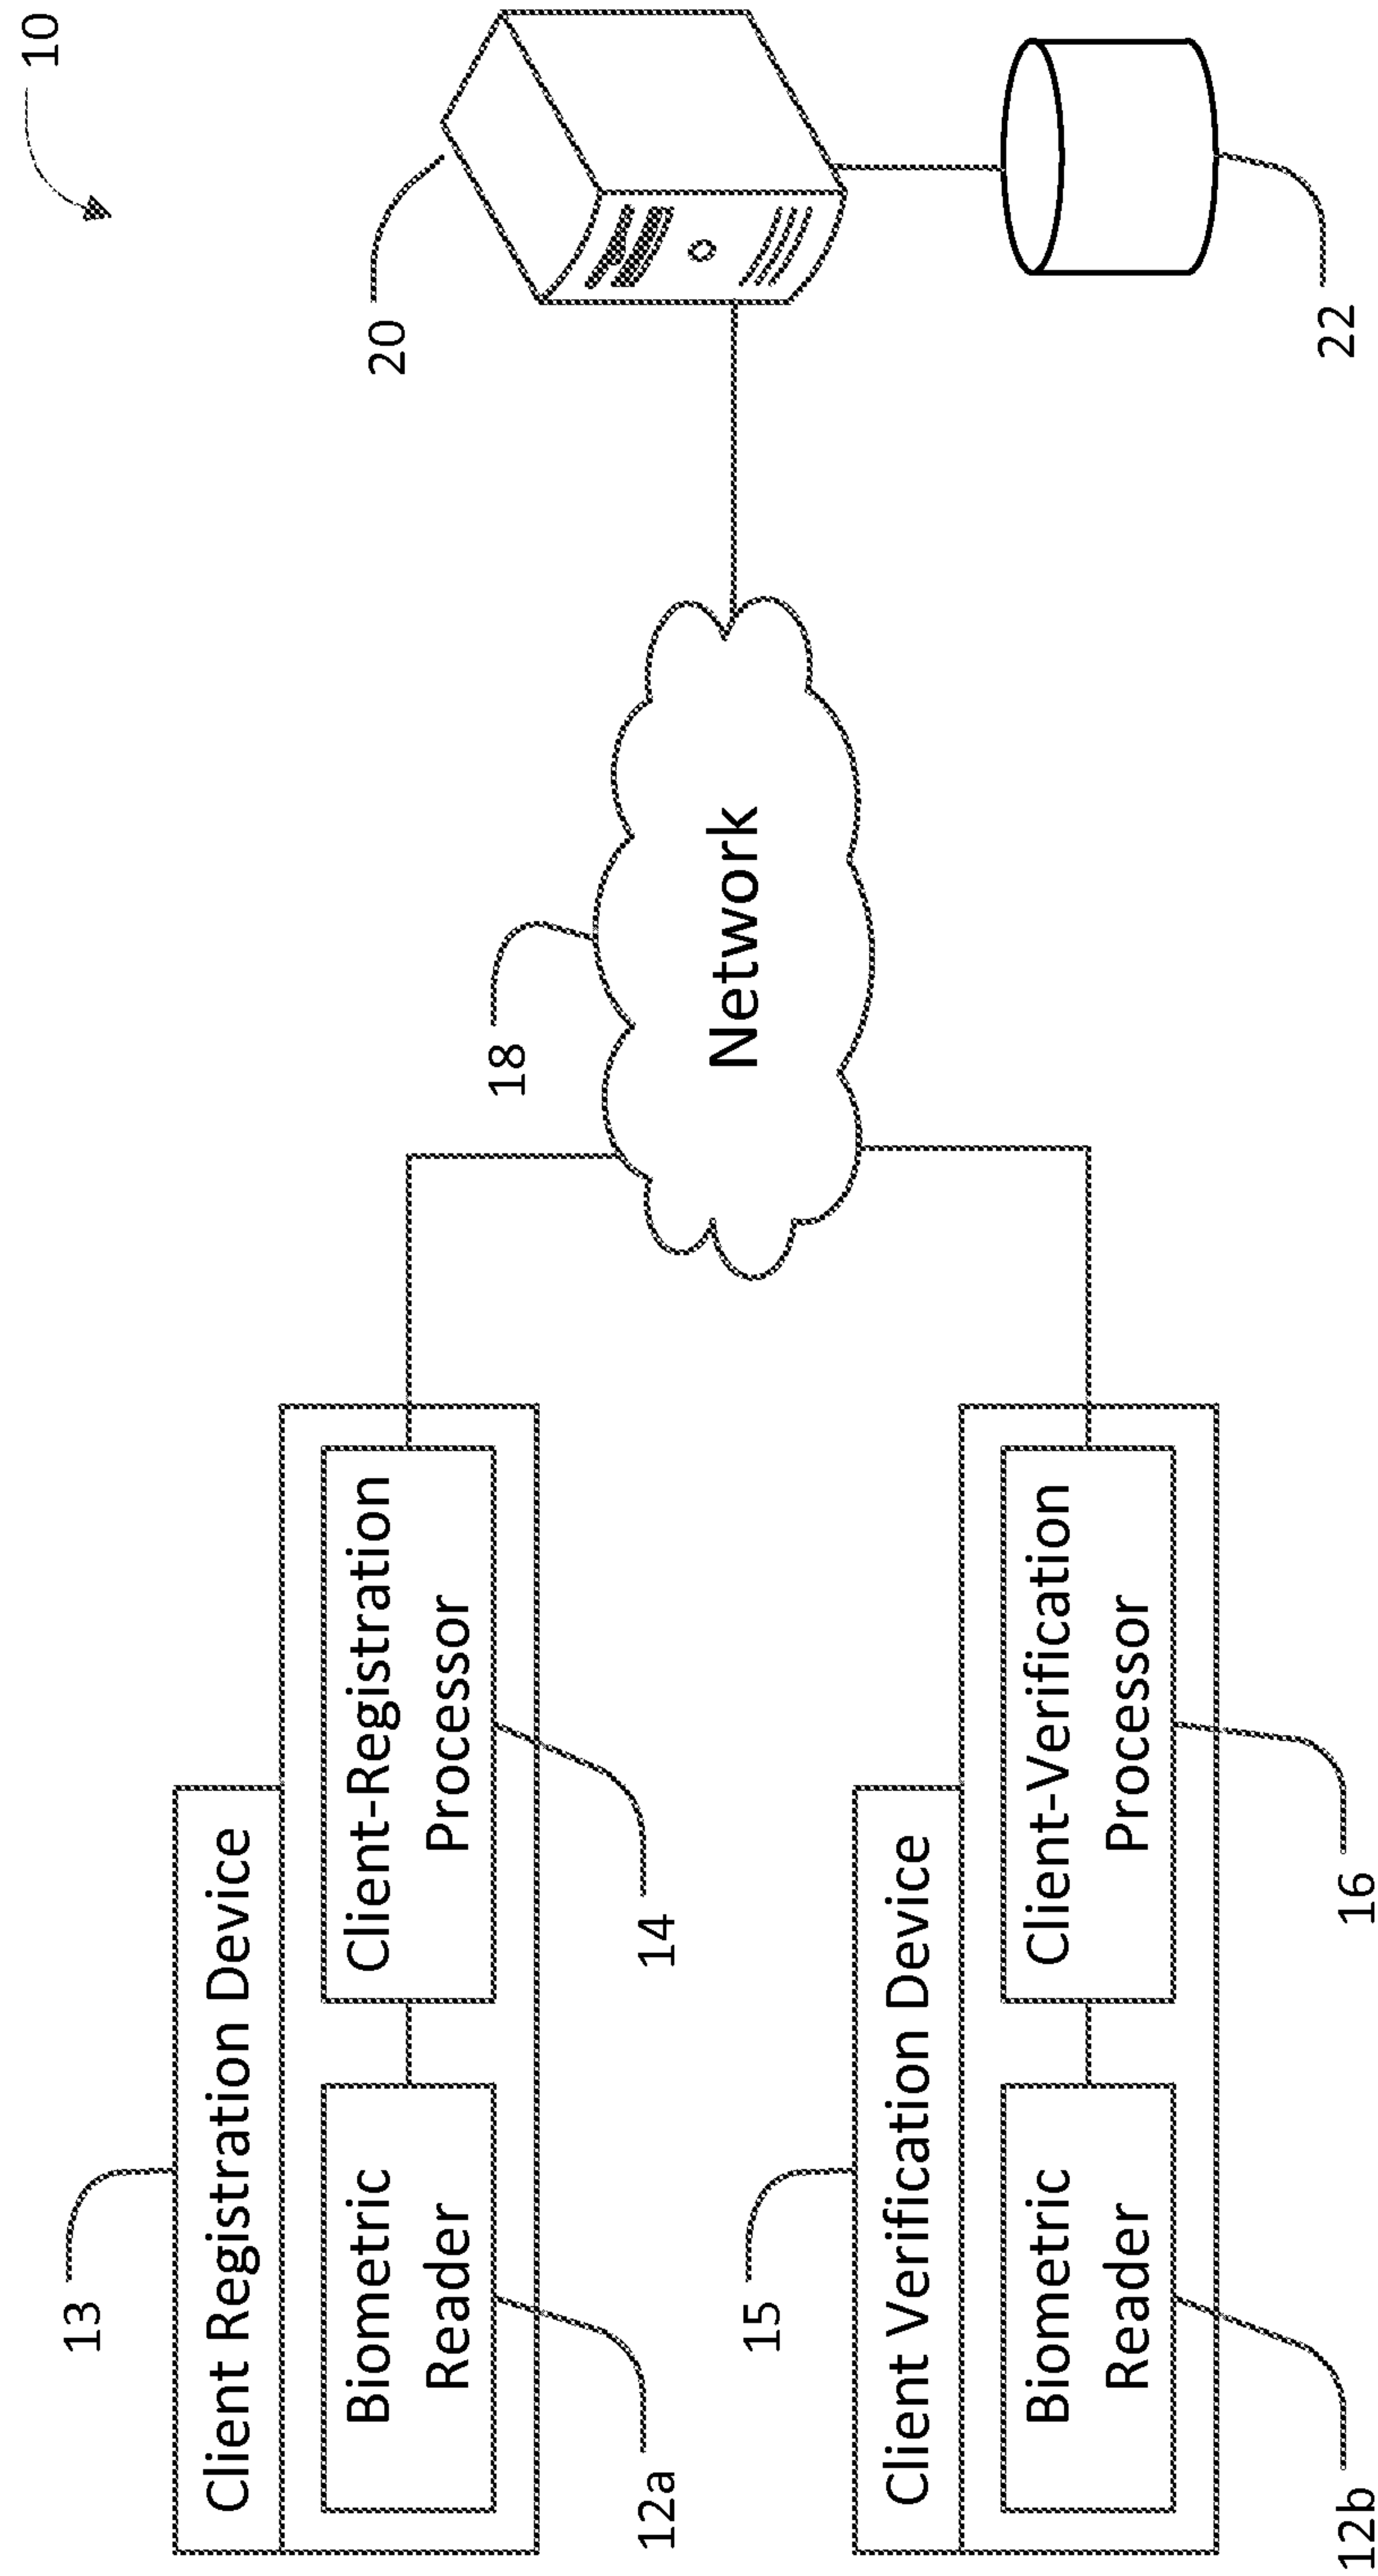 10
20
22
18
Network
13
Client Registration Device
Biometric
Reader
12a
Client-Registration
Processor
14
15
Client Verification Device
Biometric
Reader
12b
Client-Verification
Processor
16